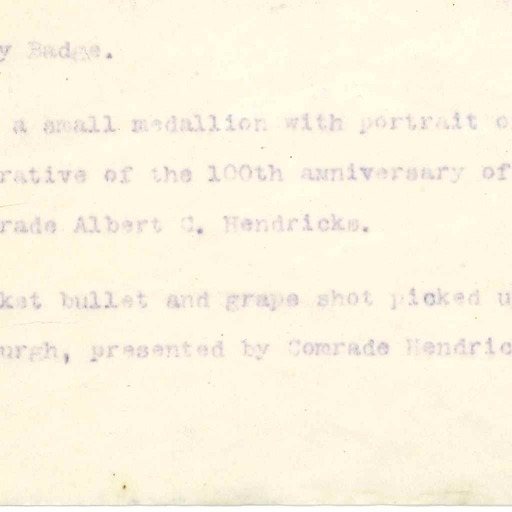 y Badge.
a small medallion with portrait o
rative of the 100th anniversary of
rade Albert C. Hendricks.
ket bullet and grape shot picked u
urgh, presented by Comrade Hendric